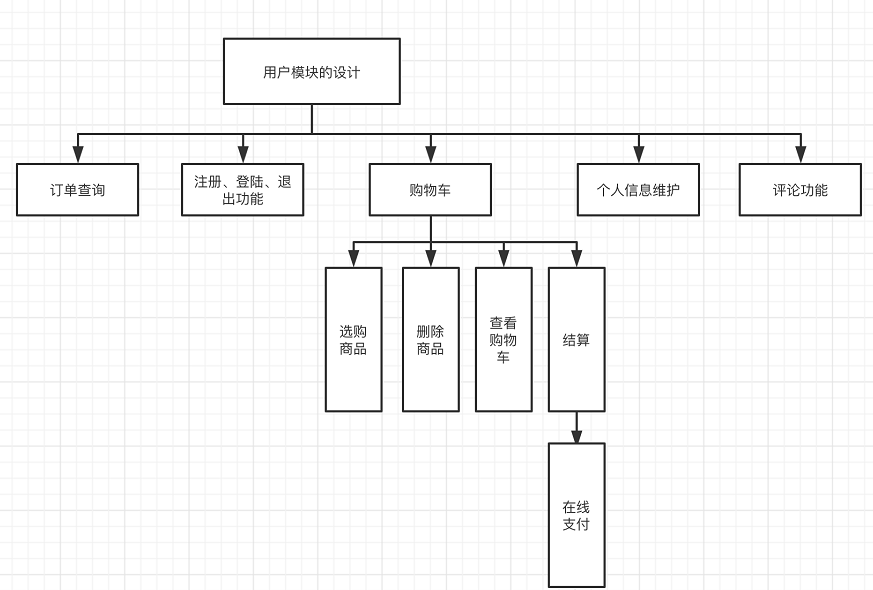 用户模块的设计
订单查询
注册、登陆、退
出功能
购物车
个人信息维护
评论功能
选购
商品
删除
商品
查看
购物
车
结算
在线
支付